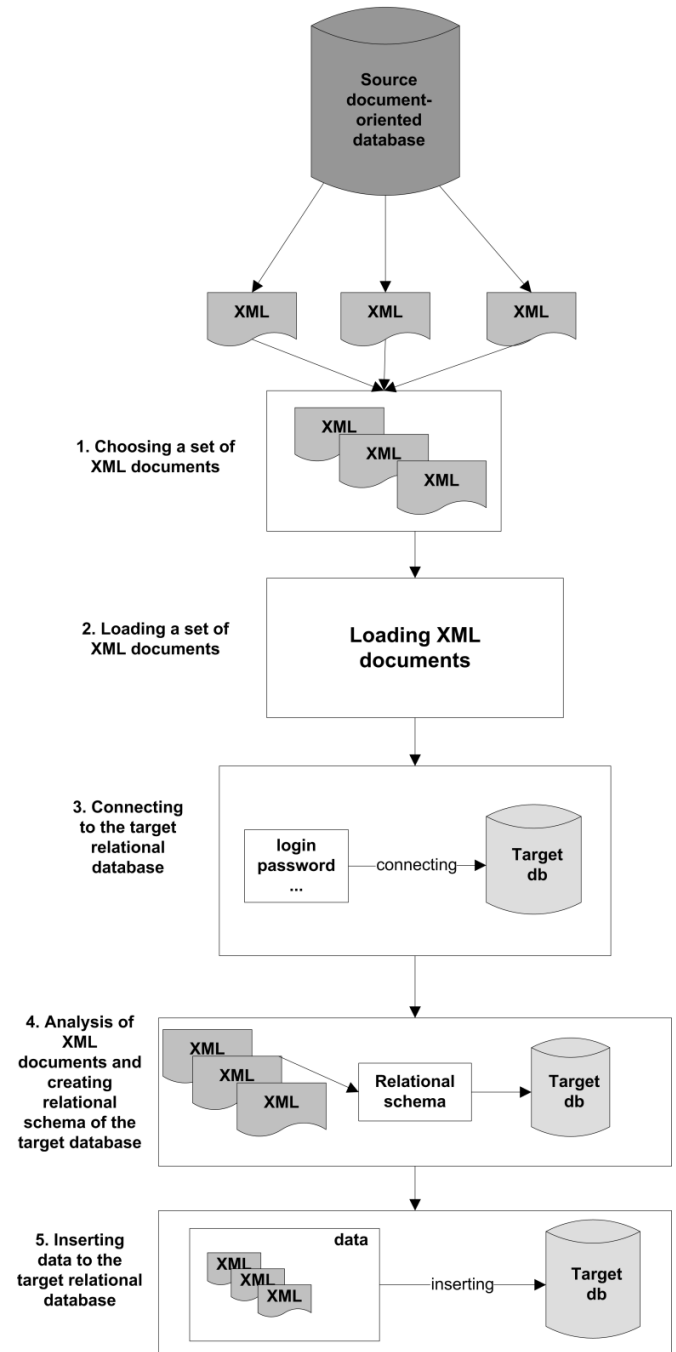 Source
document-
oriented
database
XML
XML
XML
1. Choosing a set of
XML documents
XML
XML
XML
2. Loading a set of
XML documents
Loading XML
documents
3. Connecting
to the target
relational
database
login
password
...
connecting
Target
db
4. Analysis of
XML
documents and
creating
relational
schema of the
target database
XML
XML
XML
Relational
schema
Target
db
5. Inserting
data to the
target relational
database
data
XML
XML
XML
inserting
Target
db